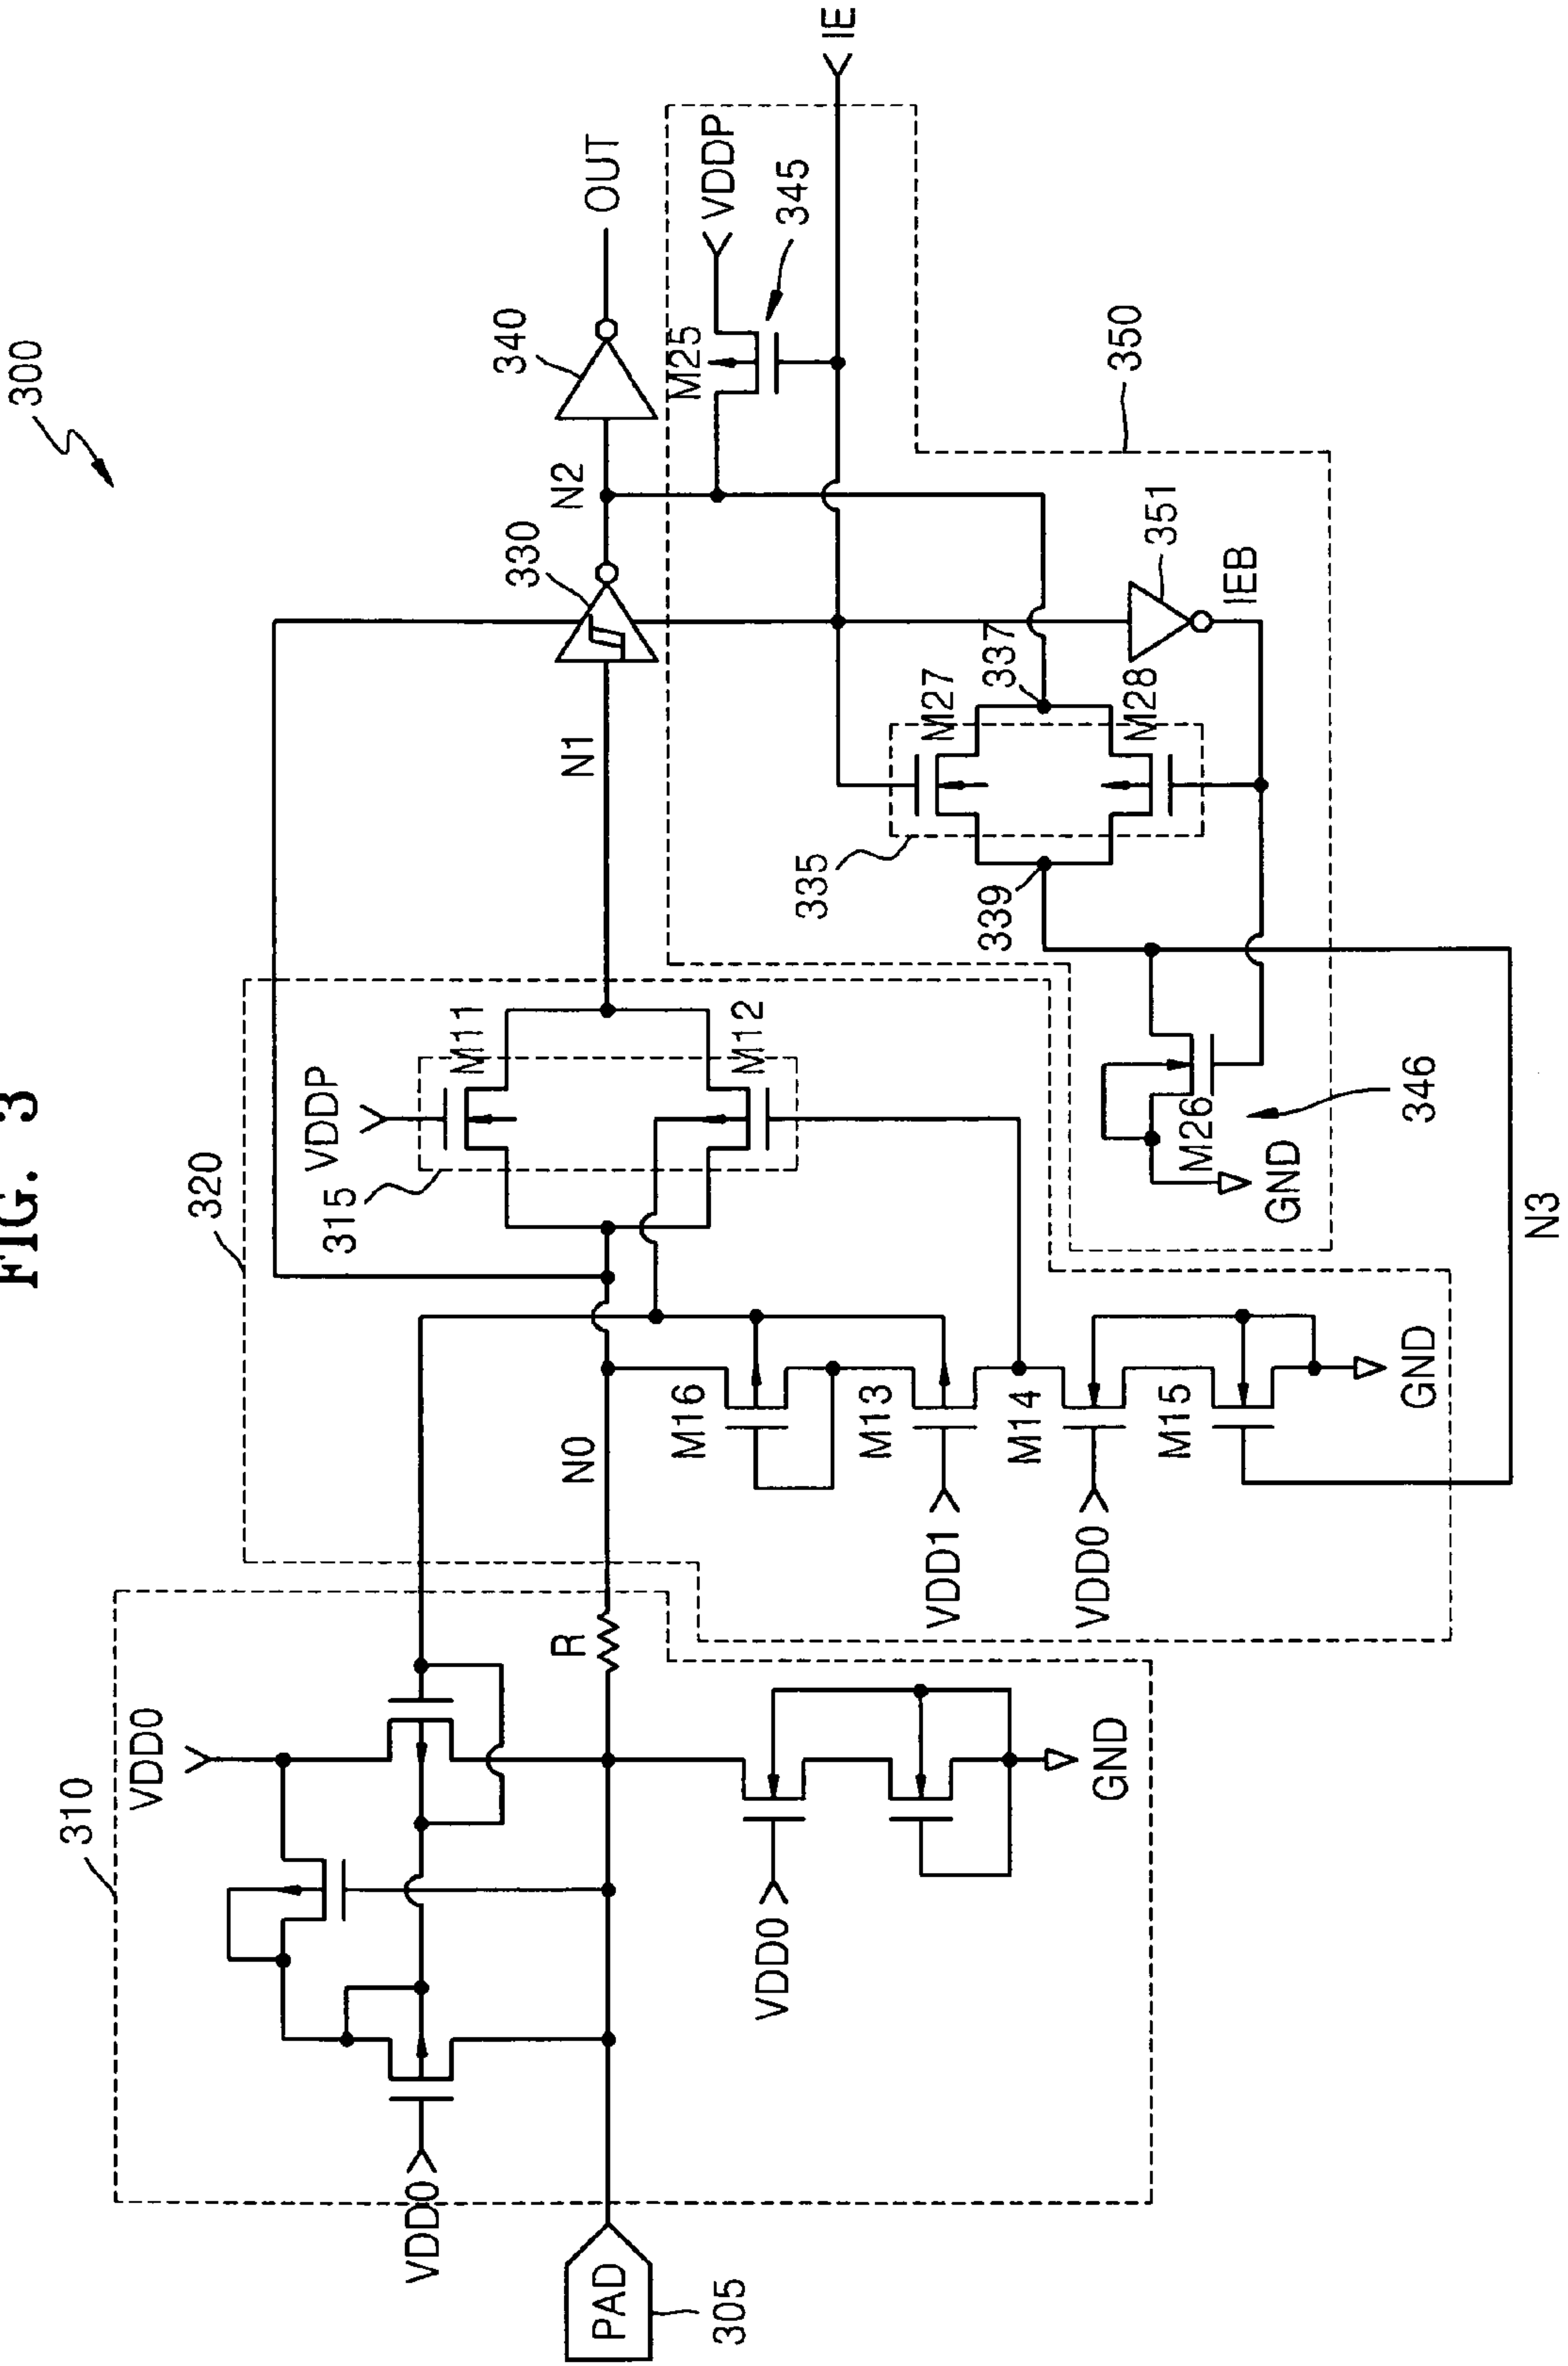 FIG. 3
300
310
VDD0
VDD0
PAD
305
R
VDD0
GND
320
N0
M16
M13
VDD1
M14
VDD0
M15
GND
VDDP
315
M11
M12
N1
330
N2
340
OUT
M25
VDDP
345
IE
350
335
M27
337
M28
339
351
IEB
M26
346
GND
N3